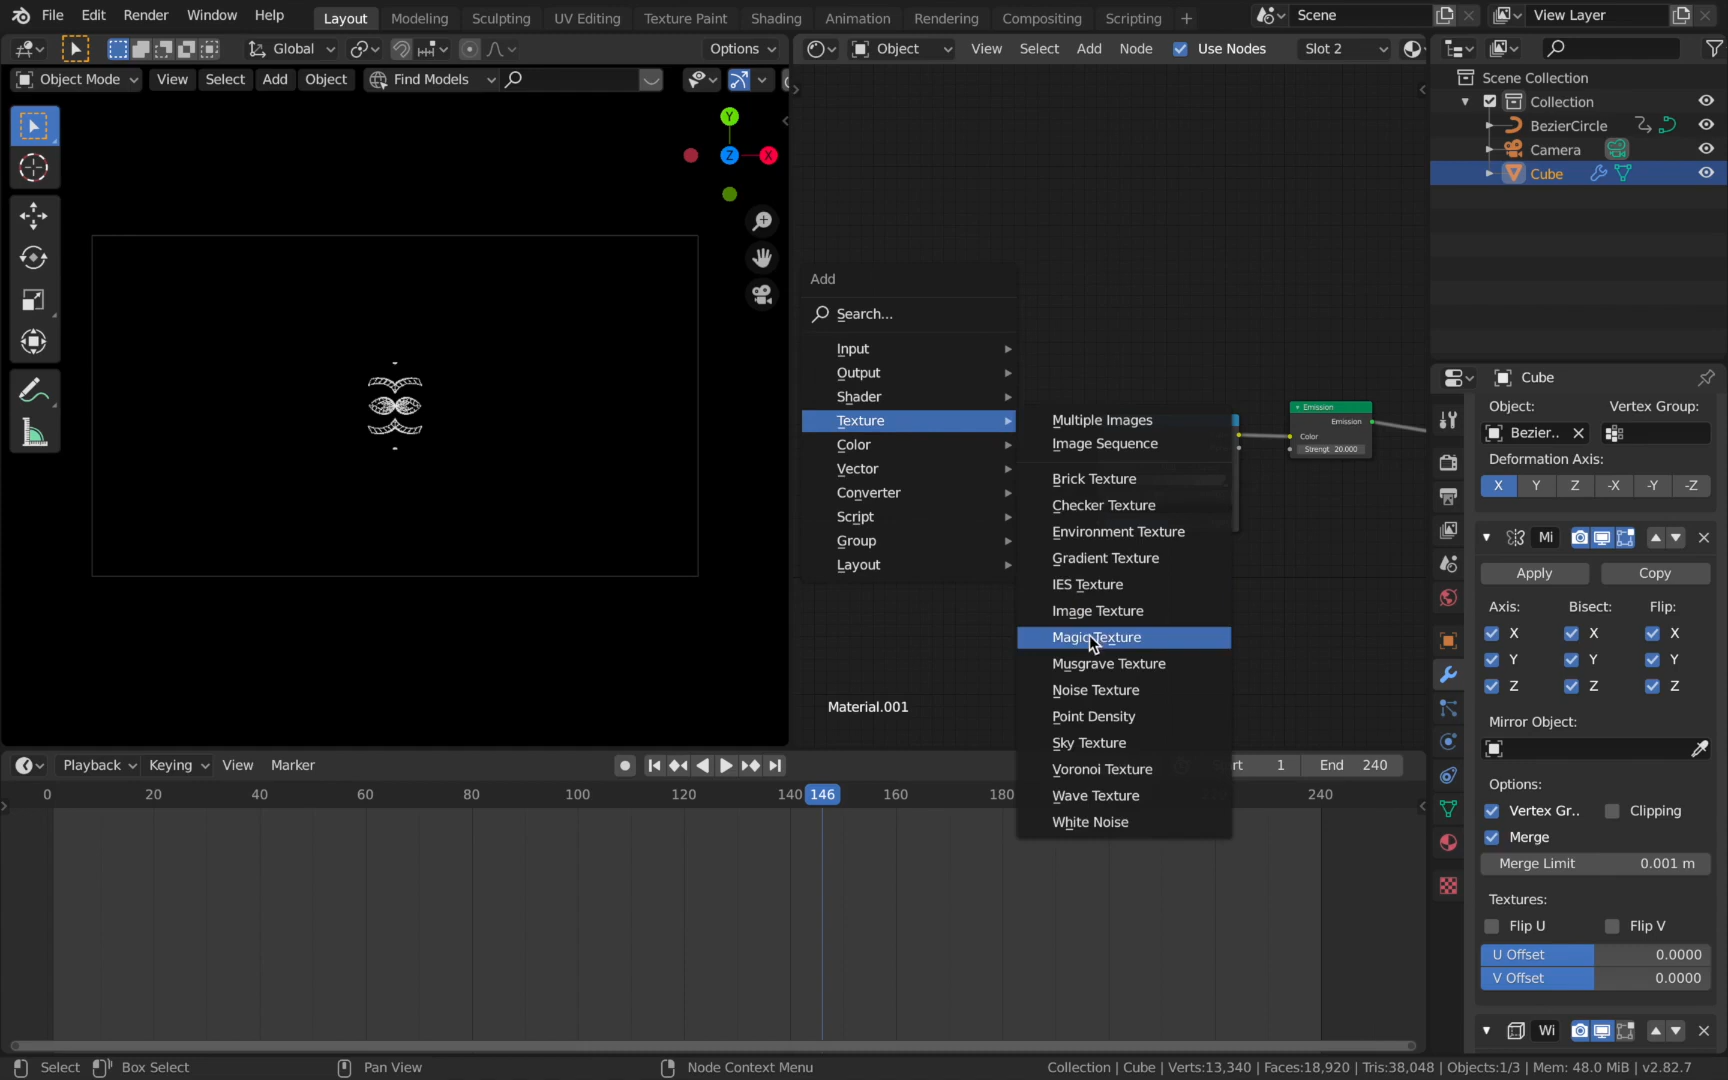 File Edit Render Window Help Layout Modeling Sculpting UV Editing Texture Paint Shading Animation Rendering Compositing Scripting + Scene View Layer
Global Options Object View Select Add Node Use Nodes Slot 2
Object Mode View Select Add Object Find Models
Y
Z X
Scene Collection
Collection
BezierCircle
Camera
Cube
Add
Search...
Input
Output
Shader
Texture
Color
Vector
Converter
Script
Group
Layout
Multiple Images
Image Sequence
Brick Texture
Checker Texture
Environment Texture
Gradient Texture
IES Texture
Image Texture
Magic Texture
Musgrave Texture
Noise Texture
Point Density
Sky Texture
Voronoi Texture
Wave Texture
White Noise
Emission
Emission
Color
Strengt 20.000
Material.001
Cube
Object: Vertex Group:
Bezier..
Deformation Axis:
X Y Z -X -Y -Z
Mi
Apply Copy
Axis: Bisect: Flip:
X X X
Y Y Y
Z Z Z
Mirror Object:
Options:
Vertex Gr.. Clipping
Merge
Merge Limit 0.001 m
Textures:
Flip U Flip V
U Offset 0.0000
V Offset 0.0000
Wi
Playback Keying View Marker 1 End 240
0 20 40 60 80 100 120 140 146 160 180 240
Select Box Select Pan View Node Context Menu Collection | Cube | Verts:13,340 | Faces:18,920 | Tris:38,048 | Objects:1/3 | Mem: 48.0 MiB | v2.82.7